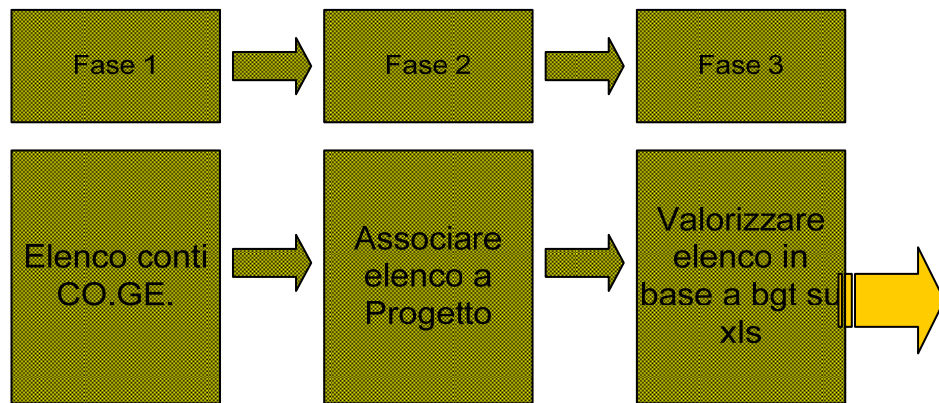 Fase 1
Fase 2
Fase 3
Elenco conti
CO.GE.
Associare
elenco a
Progetto
Valorizzare
elenco in
base a bgt su
xls